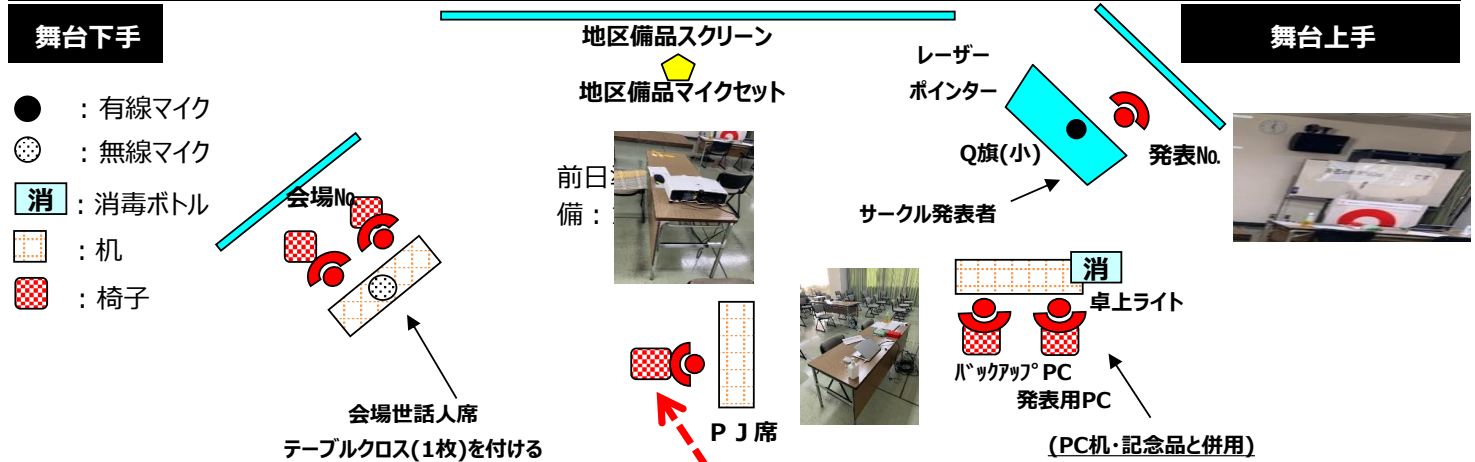 舞台下手
地区備品スクリーン
舞台上手
レーザー
ポインター
地区備品マイクセット
● ：有線マイク
：無線マイク
消：消毒ボトル
：机
：椅子
会場No
前日
備：
Q旗(小)
発表No.
サークル発表者
消
卓上ライト
ﾊﾞｯｸｱｯﾌﾟPC
発表用PC
会場世話人席
テーブルクロス(1枚)を付ける
ＰＪ席
(PC机・記念品と併用)